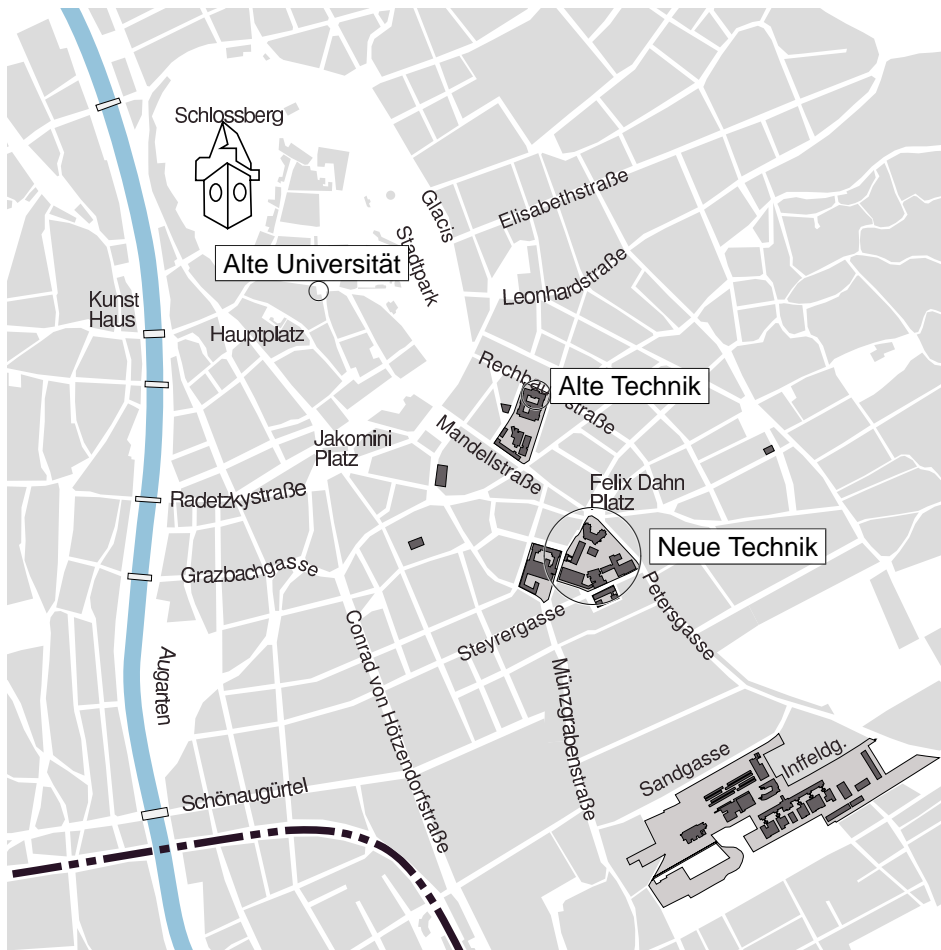 Schlossberg
Elisabethstraße
Glacis
Stadtpark
Alte Universität
Leonhardstraße
Kunst
Haus
Hauptplatz
Rechbauerstraße
Alte Technik
Mandellstraße
Jakomini
Platz
Felix Dahn
Platz
Radetzkystraße
Neue Technik
Grazbachgasse
Petersgasse
Steyrergasse
Conrad von Hötzendorfstraße
Augarten
Münzgrabenstraße
Sandgasse
Inffeldg.
Schönaugürtel